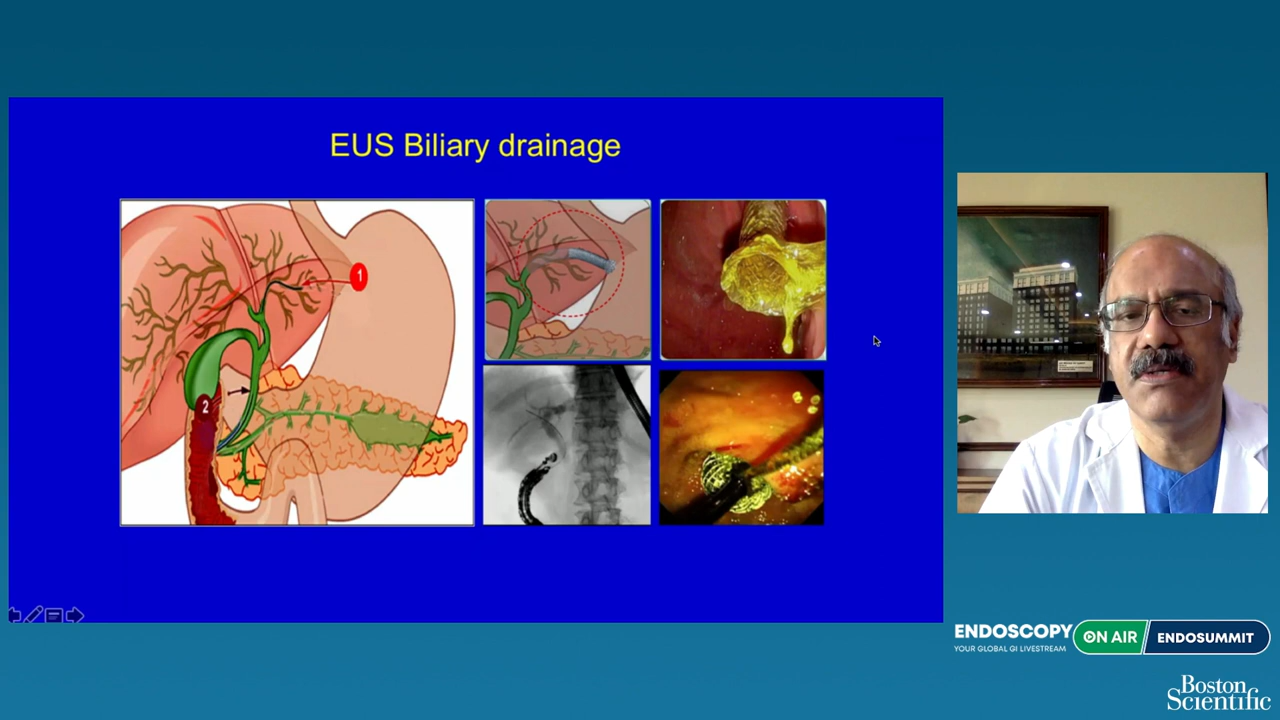 EUS Biliary drainage
1
2
ENDOSCOPY
YOUR GLOBAL GI LIVESTREAM
ON AIR
ENDOSUMMIT
Boston
Scientific